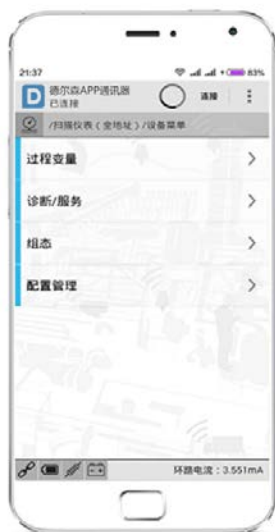 21:37
83%
D
德尔森APP通讯器
已连接
连接
/扫描仪表（全地址）/设备菜单
过程变量
诊断/服务
组态
配置管理
环路电流：3.551mA